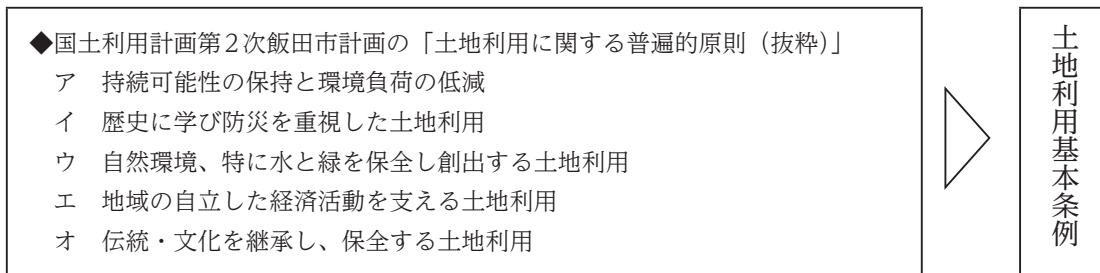 ◆国土利用計画第２次飯田市計画の「土地利用に関する普遍的原則（抜粋）」
ア　持続可能性の保持と環境負荷の低減
イ　歴史に学び防災を重視した土地利用
ウ　自然環境、特に水と緑を保全し創出する土地利用
エ　地域の自立した経済活動を支える土地利用
オ　伝統・文化を継承し、保全する土地利用
土地利用基本条例